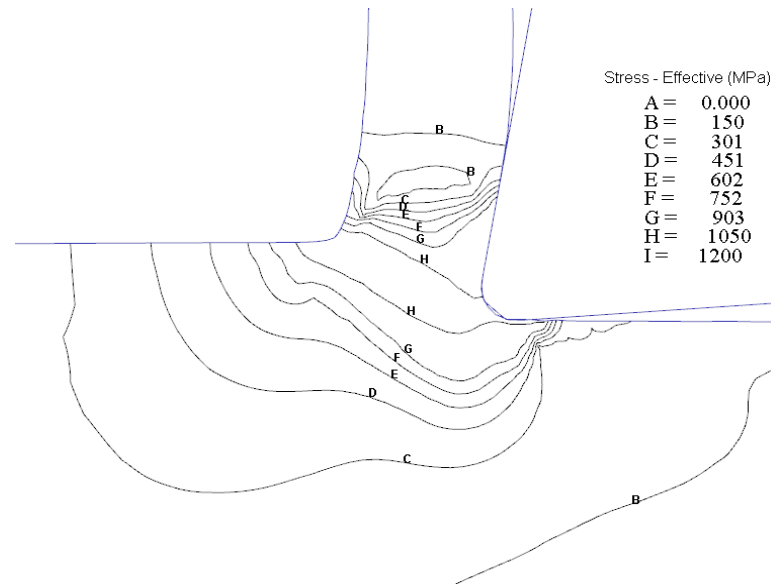 Stress - Effective (MPa)
A = 0.000
B = 150
C = 301
D = 451
E = 602
F = 752
G = 903
H = 1050
I = 1200
B
B
C
D
E
F
G
H
H
G
F
E
D
C
B